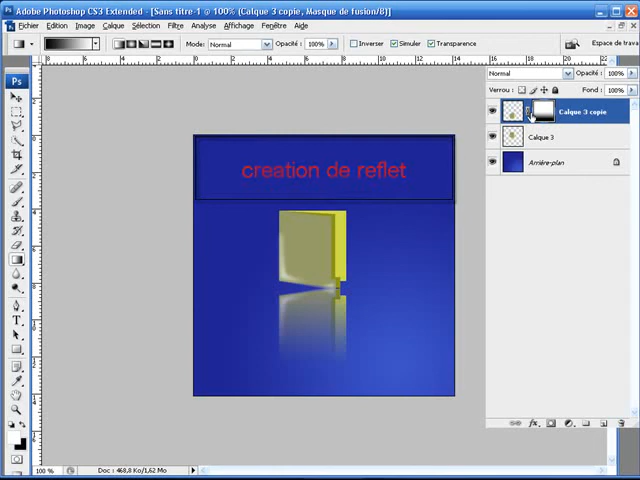 Adobe Photoshop CS3 Extended - [Sans titre-1 @ 100% (Calque 3 copie, Masque de fusion/8)]
Fichier Edition Image Calque Sélection Filtre Analyse Affichage Fenêtre Aide
Mode: Normal Opacité : 100% Inverser Simuler Transparence Espace de trava
Ps
Normal Opacité : 100%
Verrou : Fond : 100%
Calque 3 copie
creation de reflet
Calque 3
Arrière-plan
100 % Doc : 468,8 Ko/1,62 Mo